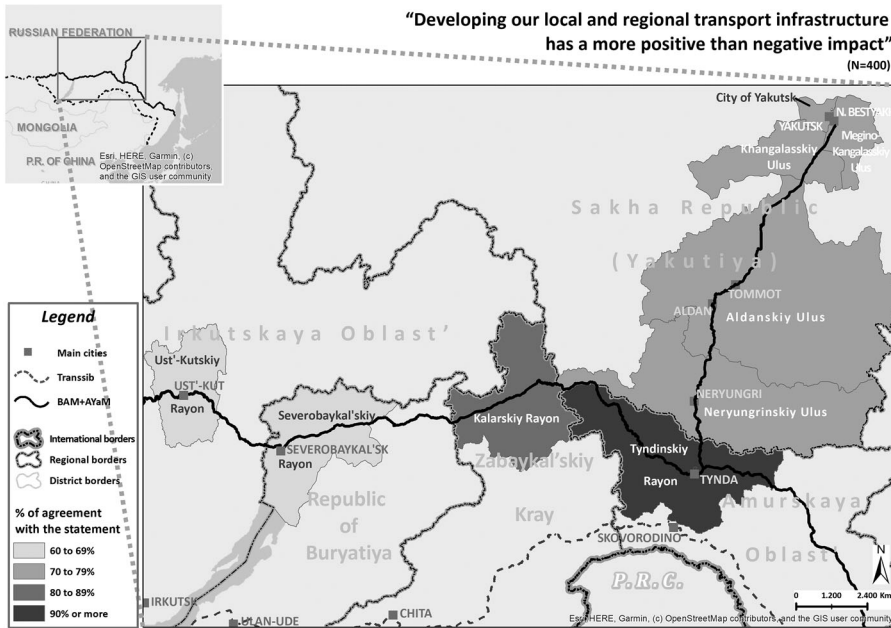 “Developing our local and regional transport infrastructure
has a more positive than negative impact”
(N=400)
RUSSIAN FEDERATION
MONGOLIA
P.R. OF CHINA
Esri, HERE, Garmin, (c)
OpenStreetMap contributors,
and the GIS user community
City of Yakutsk
N. BESTYAKH
YAKUTSK
Megino-
Kangalasskiy
Ulus
Khangalasskiy
Ulus
Sakha Republic
(Yakutiya)
TOMMOT
ALDAN
Aldanskiy Ulus
NERYUNGRI
Neryungrinskiy Ulus
Irkutskaya Oblast’
Ust’-Kutskiy
UST’-KUT
Rayon
Severobaykal’skiy
SEVEROBAYKAL’SK
Rayon
Kalarskiy Rayon
Tyndinskiy
Rayon
TYNDA
Zabaykal’skiy
Kray
Republic
of
Buryatiya
Amurskaya
Oblast’
SKOVORODINO
P.R.C.
IRKUTSK
ULAN-UDE
CHITA
Legend
Main cities
Transsib
BAM+AYaM
International borders
Regional borders
District borders
% of agreement
with the statement
60 to 69%
70 to 79%
80 to 89%
90% or more
N
0 1.200 2.400 Km
Esri, HERE, Garmin, (c) OpenStreetMap contributors, and the GIS user community